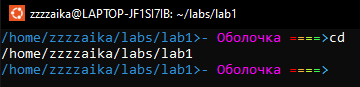 zzzzaika@LAPTOP-JF1SI7IB: ~/labs/lab1
/home/zzzzaika/labs/lab1>- Оболочка ====>cd
/home/zzzzaika/labs/lab1
/home/zzzzaika/labs/lab1>- Оболочка ====>